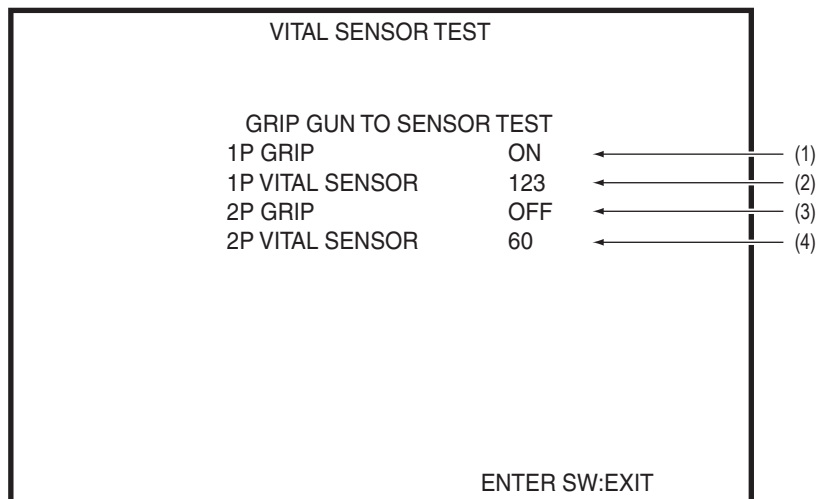 VITAL SENSOR TEST
GRIP GUN TO SENSOR TEST
1P GRIP ON (1)
1P VITAL SENSOR 123 (2)
2P GRIP OFF (3)
2P VITAL SENSOR 60 (4)
ENTER SW:EXIT